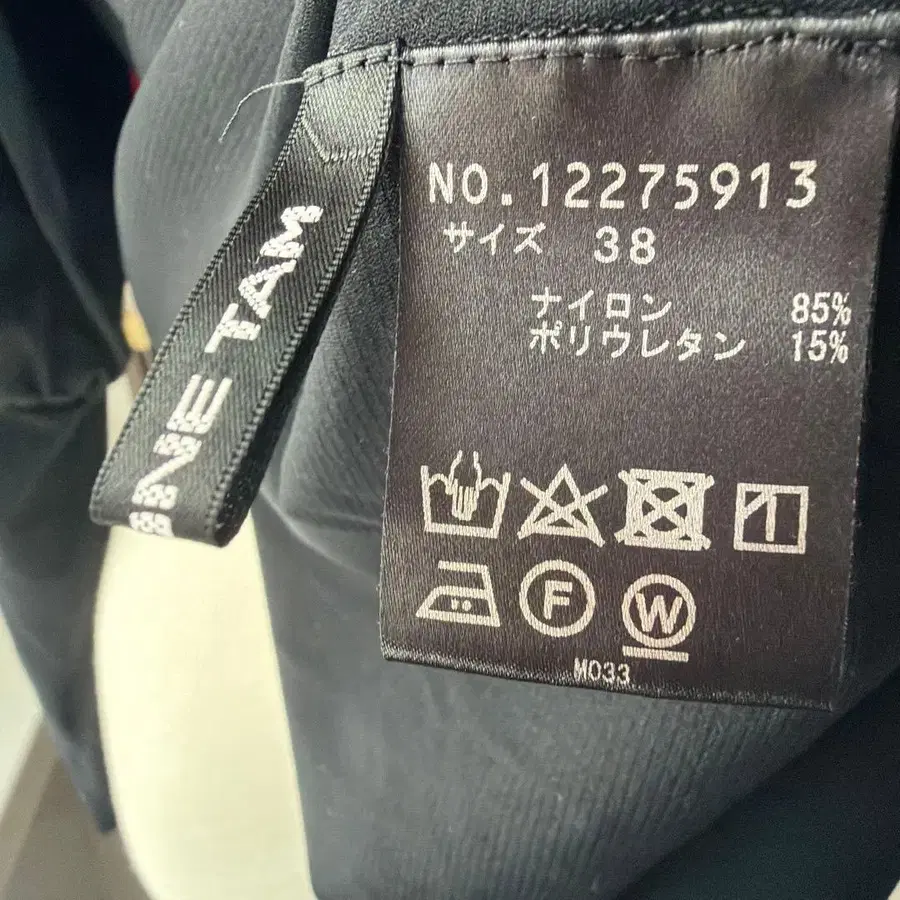 NO.12275913
サイズ 38
ナイロン 85%
ポリウレタン 15%
F
W
M033
NE TAM